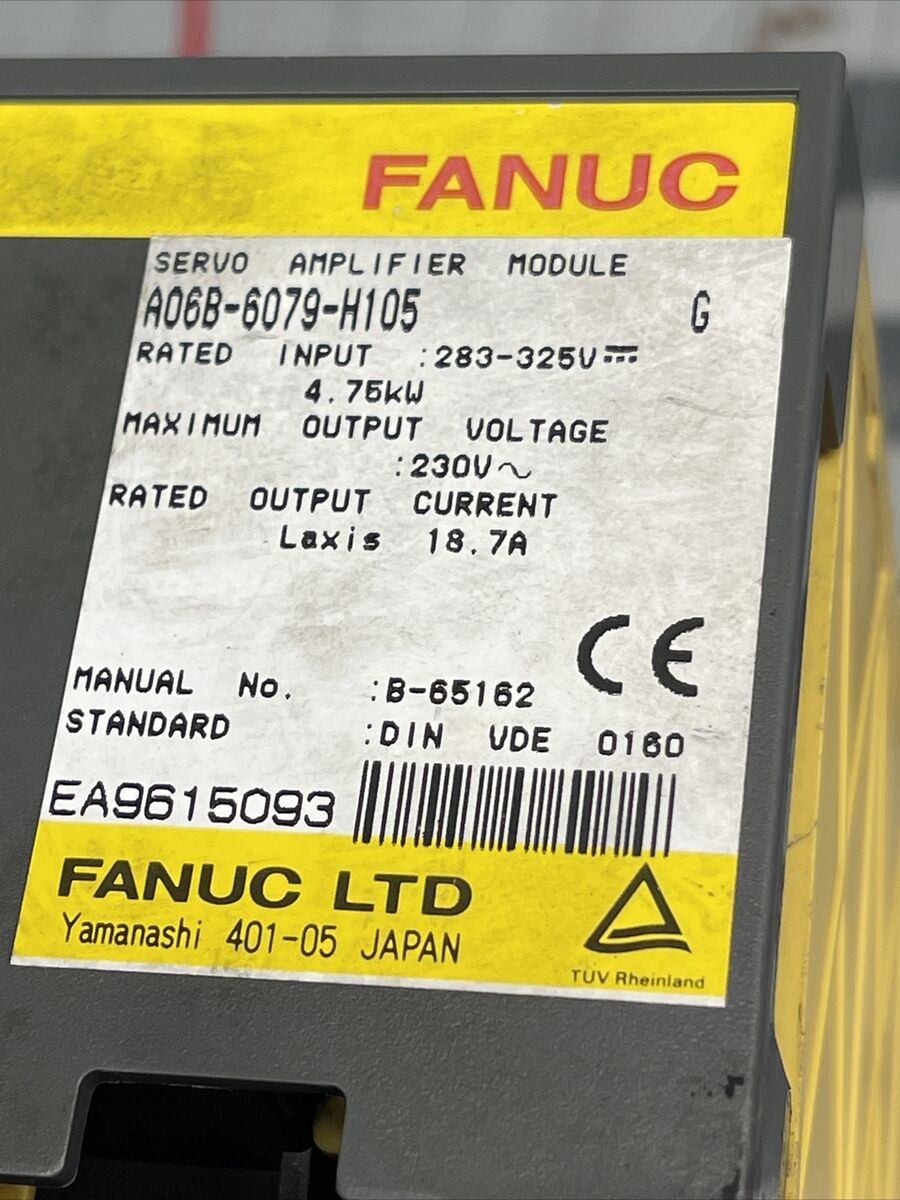 FANUC
SERVO AMPLIFIER MODULE
A06B-6079-H105 G
RATED INPUT :283-325V⎓
4.75kW
MAXIMUM OUTPUT VOLTAGE
:230V~
RATED OUTPUT CURRENT
Laxis 18.7A
CE
MANUAL No. :B-65162
STANDARD :DIN VDE 0160
EA9615093
FANUC LTD
Yamanashi 401-05 JAPAN
TUV Rheinland